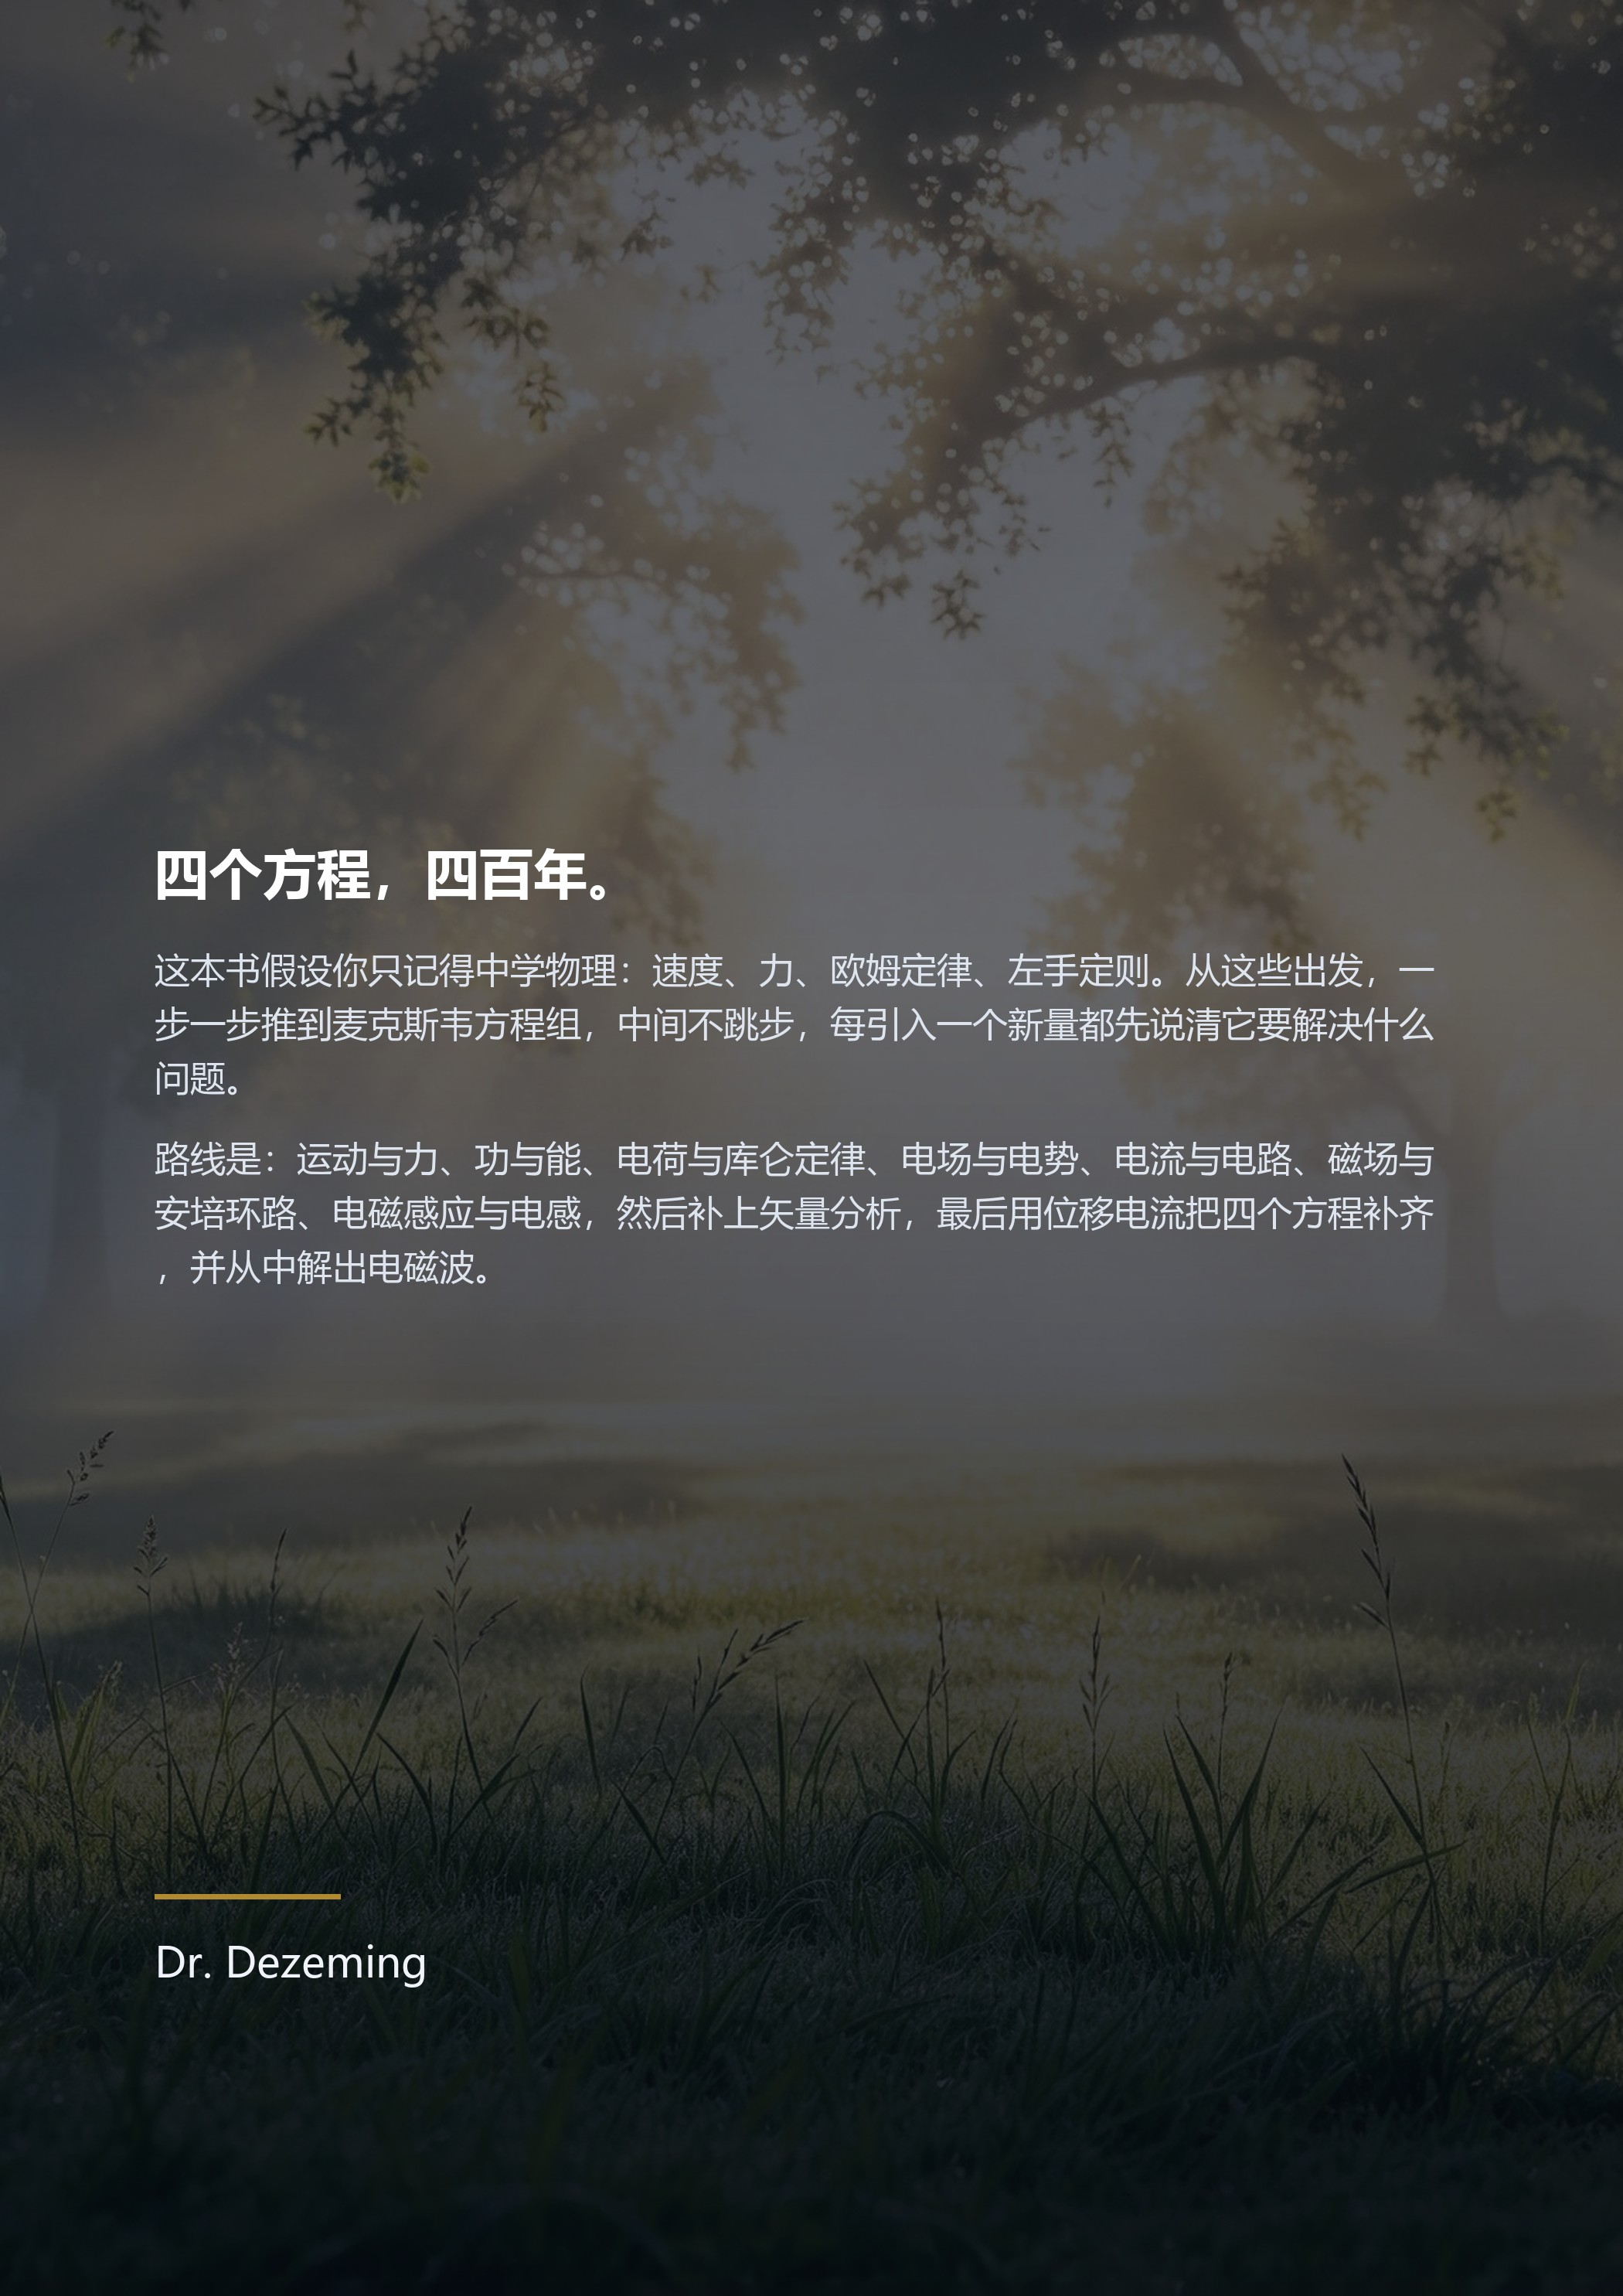 四个方程，四百年。
这本书假设你只记得中学物理：速度、力、欧姆定律、左手定则。从这些出发，一
步一步推到麦克斯韦方程组，中间不跳步，每引入一个新量都先说清它要解决什么
问题。
路线是：运动与力、功与能、电荷与库仑定律、电场与电势、电流与电路、磁场与
安培环路、电磁感应与电感，然后补上矢量分析，最后用位移电流把四个方程补齐
，并从中解出电磁波。
Dr. Dezeming